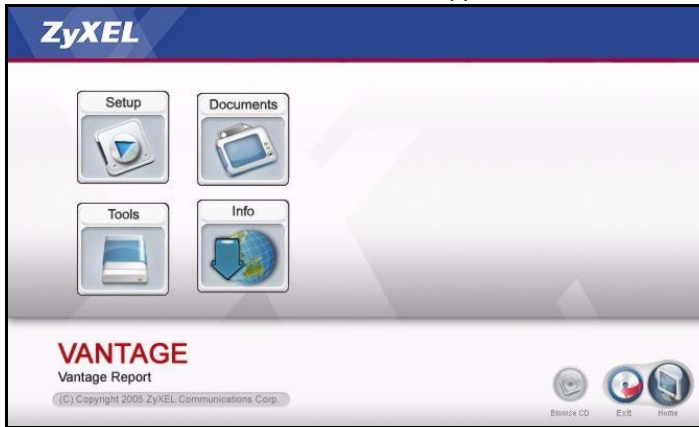 ZyXEL
Setup
Documents
Tools
Info
VANTAGE
Vantage Report
(C) Copyright 2005 ZyXEL Communications Corp.
Browse CD
Exit
Home